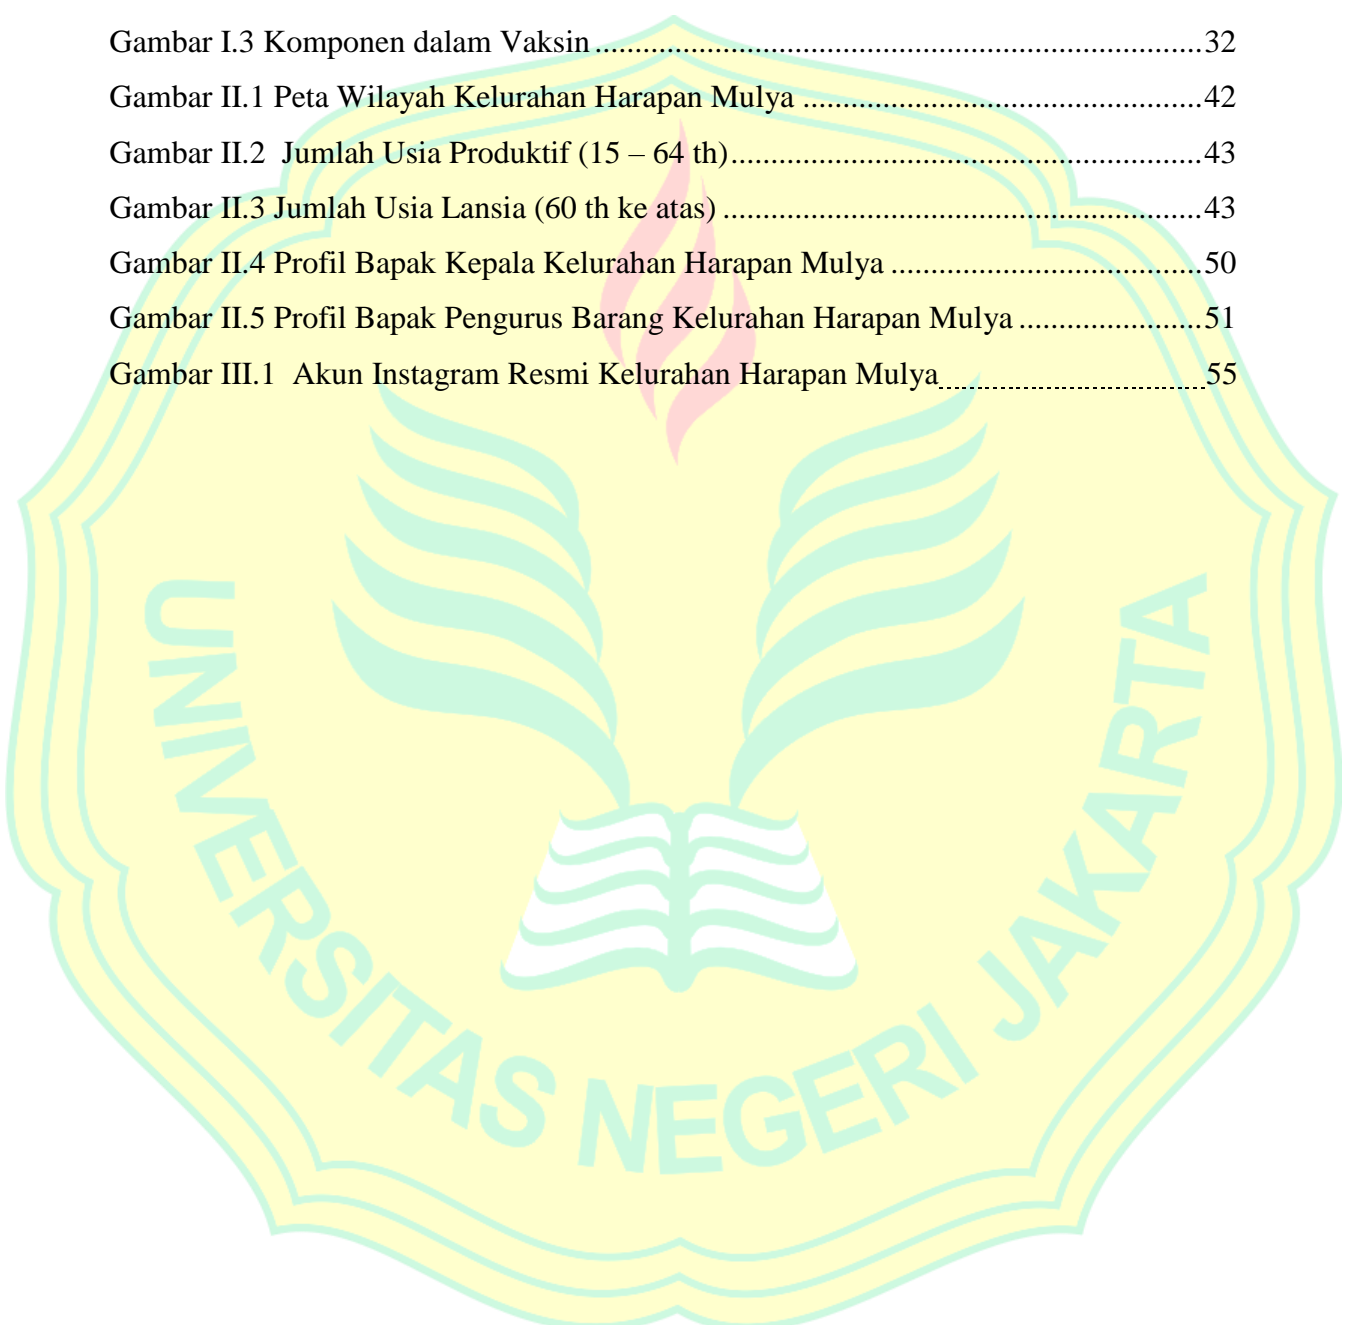 Gambar I.3 Komponen dalam Vaksin ........................................................................... 32
Gambar II.1 Peta Wilayah Kelurahan Harapan Mulya ................................................. 42
Gambar II.2  Jumlah Usia Produktif (15 – 64 th).......................................................... 43
Gambar II.3 Jumlah Usia Lansia (60 th ke atas) ........................................................... 43
Gambar II.4 Profil Bapak Kepala Kelurahan Harapan Mulya ...................................... 50
Gambar II.5 Profil Bapak Pengurus Barang Kelurahan Harapan Mulya ....................... 51
Gambar III.1  Akun Instagram Resmi Kelurahan Harapan Mulya................................ 55
UNIVERSITAS NEGERI JAKARTA